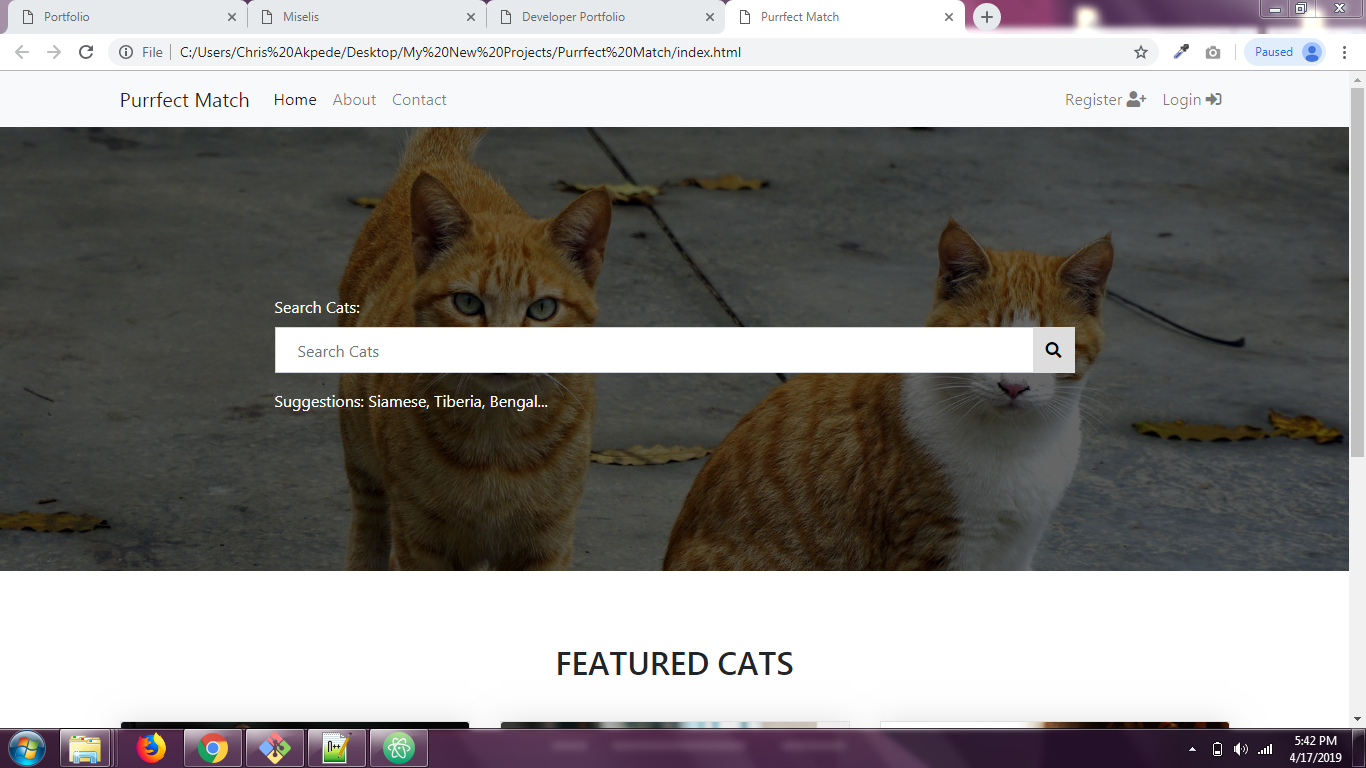 Portfolio Miselis Developer Portfolio Purrfect Match
File C:/Users/Chris%20Akpede/Desktop/My%20New%20Projects/Purrfect%20Match/index.html Paused
Purrfect Match Home About Contact Register Login
Search Cats:
Search Cats
Suggestions: Siamese, Tiberia, Bengal...
FEATURED CATS
5:42 PM
4/17/2019